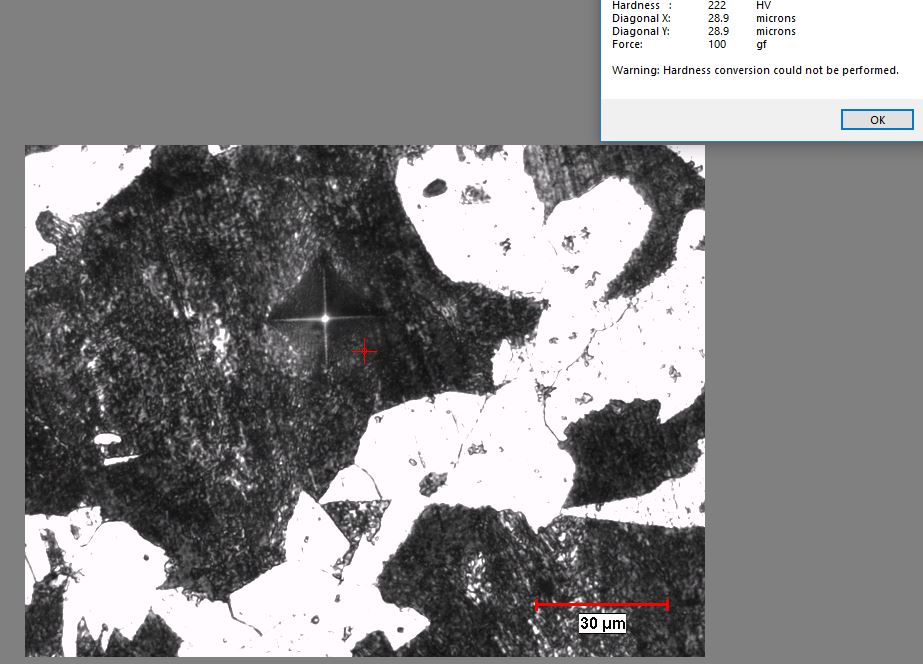 Hardness : 222 HV
Diagonal X: 28.9 microns
Diagonal Y: 28.9 microns
Force: 100 gf
Warning: Hardness conversion could not be performed.
OK
30 µm